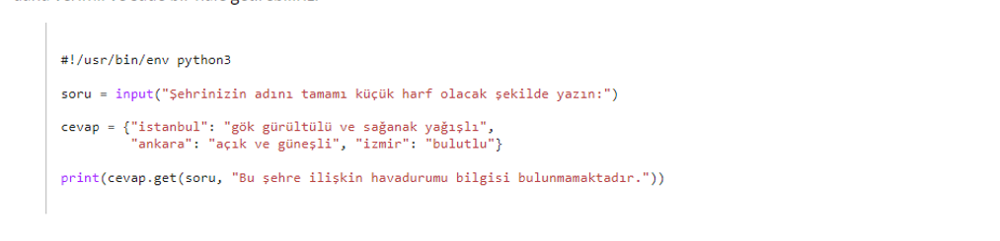 #!/usr/bin/env python3
soru = input("Şehrinizin adını tamamı küçük harf olacak şekilde yazın:")
cevap = {"istanbul": "gök gürültülü ve sağanak yağışlı",
"ankara": "açık ve güneşli", "izmir": "bulutlu"}
print(cevap.get(soru, "Bu şehre ilişkin havadurumu bilgisi bulunmamaktadır."))